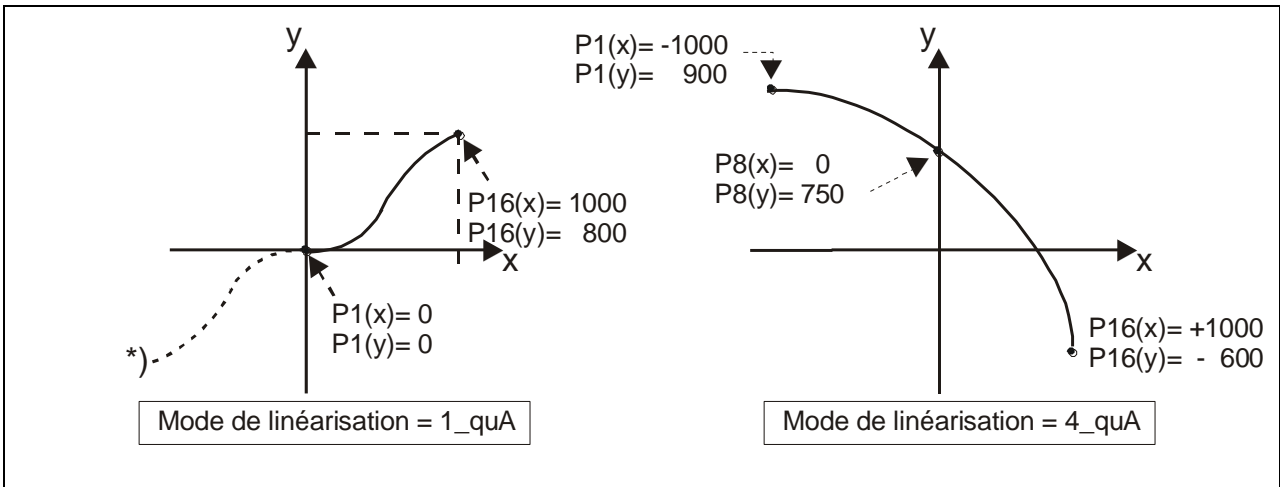 y
P16(x)= 1000
P16(y)= 800
x
P1(x)= 0
P1(y)= 0
*)
Mode de linéarisation = 1_quA
P1(x)= -1000
P1(y)= 900
y
P8(x)= 0
P8(y)= 750
x
P16(x)= +1000
P16(y)= - 600
Mode de linéarisation = 4_quA